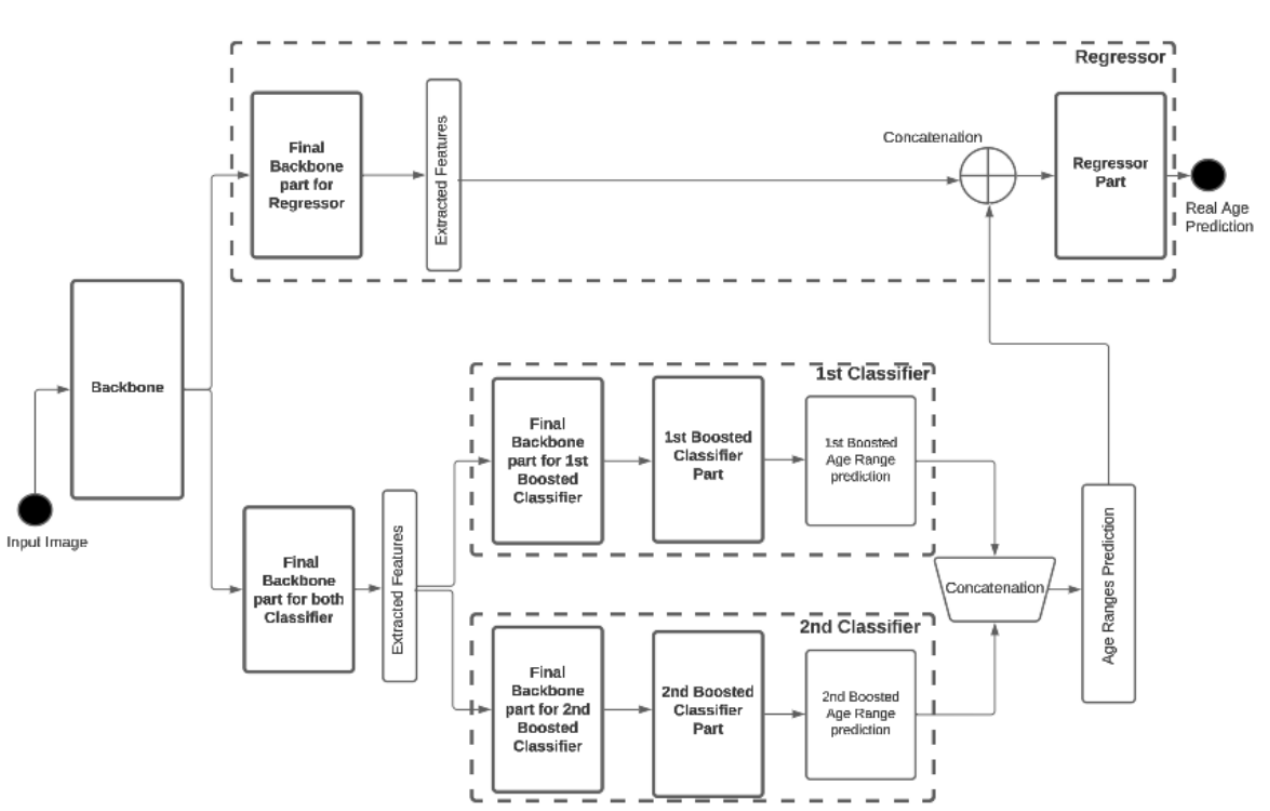 Regressor
Final
Backbone
part for
Regressor
Extracted Features
Concatenation
Regressor
Part
Real Age
Prediction
Backbone
Input Image
Final
Backbone
part for both
Classifier
Extracted Features
1st Classifier
Final
Backbone
part for 1st
Boosted
Classifier
1st Boosted
Classifier
Part
1st Boosted
Age Range
prediction
2nd Classifier
Final
Backbone
part for 2nd
Boosted
Classifier
2nd Boosted
Classifier
Part
2nd Boosted
Age Range
prediction
Concatenation
Age Ranges Prediction